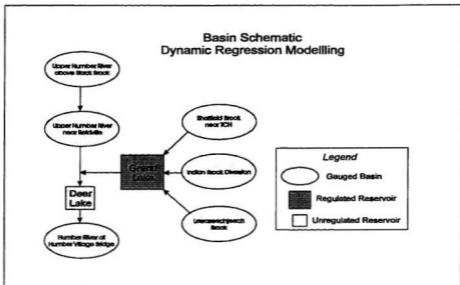 Basin Schematic
Dynamic Regression Modellling
Upper Humber River
above Black Brook
Upper Humber River
near Reidville
Deer
Lake
Humber River at
Humber Village Bridge
Grand
Lake
Sheffield Brook
near TCH
Indian Brook Diversion
Brook
Legend
Gauged Basin
Regulated Reservoir
Unregulated Reservoir